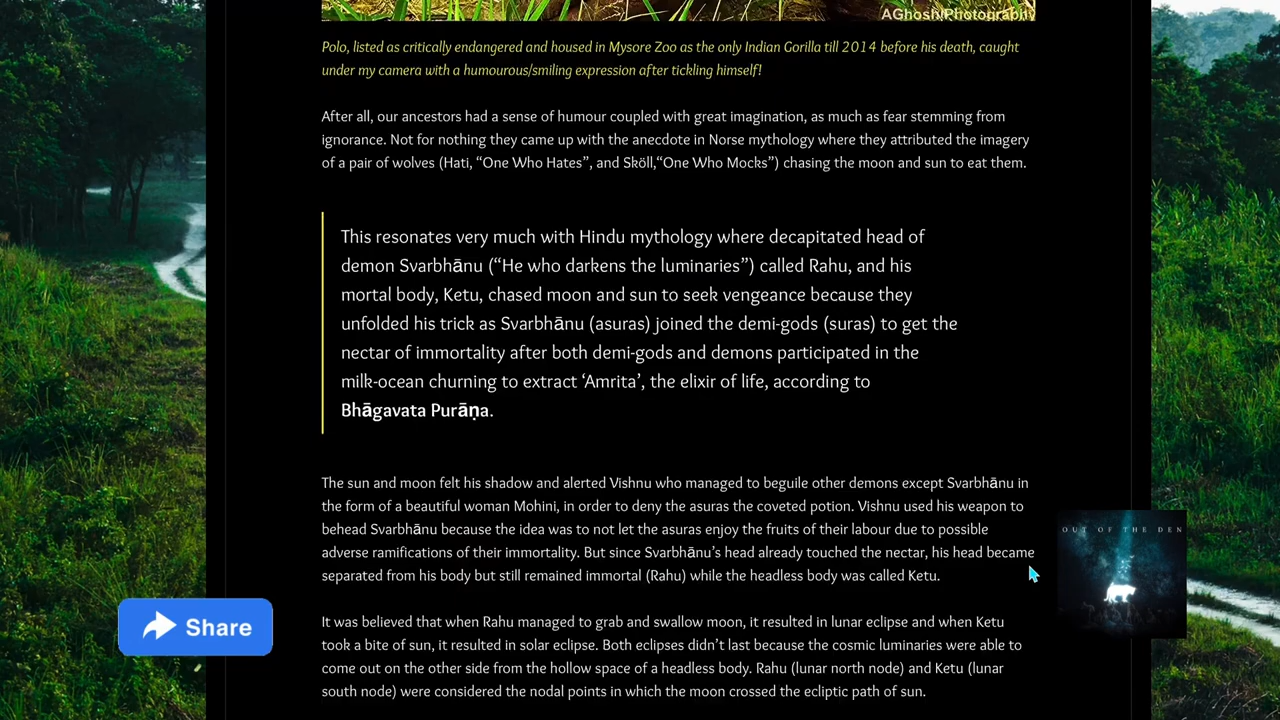 AGhosh/Photography
Polo, listed as critically endangered and housed in Mysore Zoo as the only Indian Gorilla till 2014 before his death, caught
under my camera with a humourous/smiling expression after tickling himself!
After all, our ancestors had a sense of humour coupled with great imagination, as much as fear stemming from
ignorance. Not for nothing they came up with the anecdote in Norse mythology where they attributed the imagery
of a pair of wolves (Hati, “One Who Hates”, and Sköll,“One Who Mocks”) chasing the moon and sun to eat them.
This resonates very much with Hindu mythology where decapitated head of
demon Svarbhānu (“He who darkens the luminaries”) called Rahu, and his
mortal body, Ketu, chased moon and sun to seek vengeance because they
unfolded his trick as Svarbhānu (asuras) joined the demi-gods (suras) to get the
nectar of immortality after both demi-gods and demons participated in the
milk-ocean churning to extract ‘Amrita’, the elixir of life, according to
Bhāgavata Purāṇa.
The sun and moon felt his shadow and alerted Vishnu who managed to beguile other demons except Svarbhānu in
the form of a beautiful woman Mohini, in order to deny the asuras the coveted potion. Vishnu used his weapon to
behead Svarbhānu because the idea was to not let the asuras enjoy the fruits of their labour due to possible
adverse ramifications of their immortality. But since Svarbhānu’s head already touched the nectar, his head became
separated from his body but still remained immortal (Rahu) while the headless body was called Ketu.
OUT OF THE DEN
Share
It was believed that when Rahu managed to grab and swallow moon, it resulted in lunar eclipse and when Ketu
took a bite of sun, it resulted in solar eclipse. Both eclipses didn’t last because the cosmic luminaries were able to
come out on the other side from the hollow space of a headless body. Rahu (lunar north node) and Ketu (lunar
south node) were considered the nodal points in which the moon crossed the ecliptic path of sun.